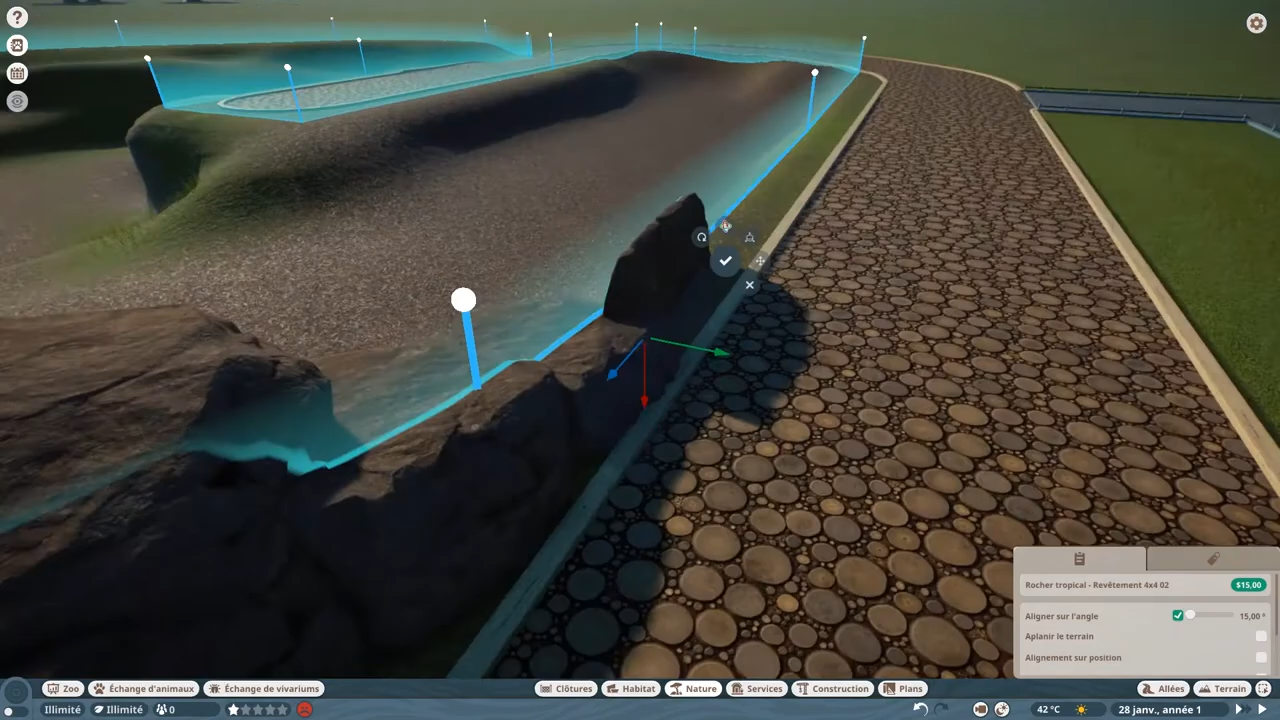 ?
Rocher tropical - Revêtement 4x4 02
$15,00
Aligner sur l'angle
15,00 °
Aplanir le terrain
Alignement sur position
Zoo
Échange d'animaux
Échange de vivariums
Clôtures
Habitat
Nature
Services
Construction
Plans
Allées
Terrain
Illimité
Illimité
0
42 °C
28 janv., année 1